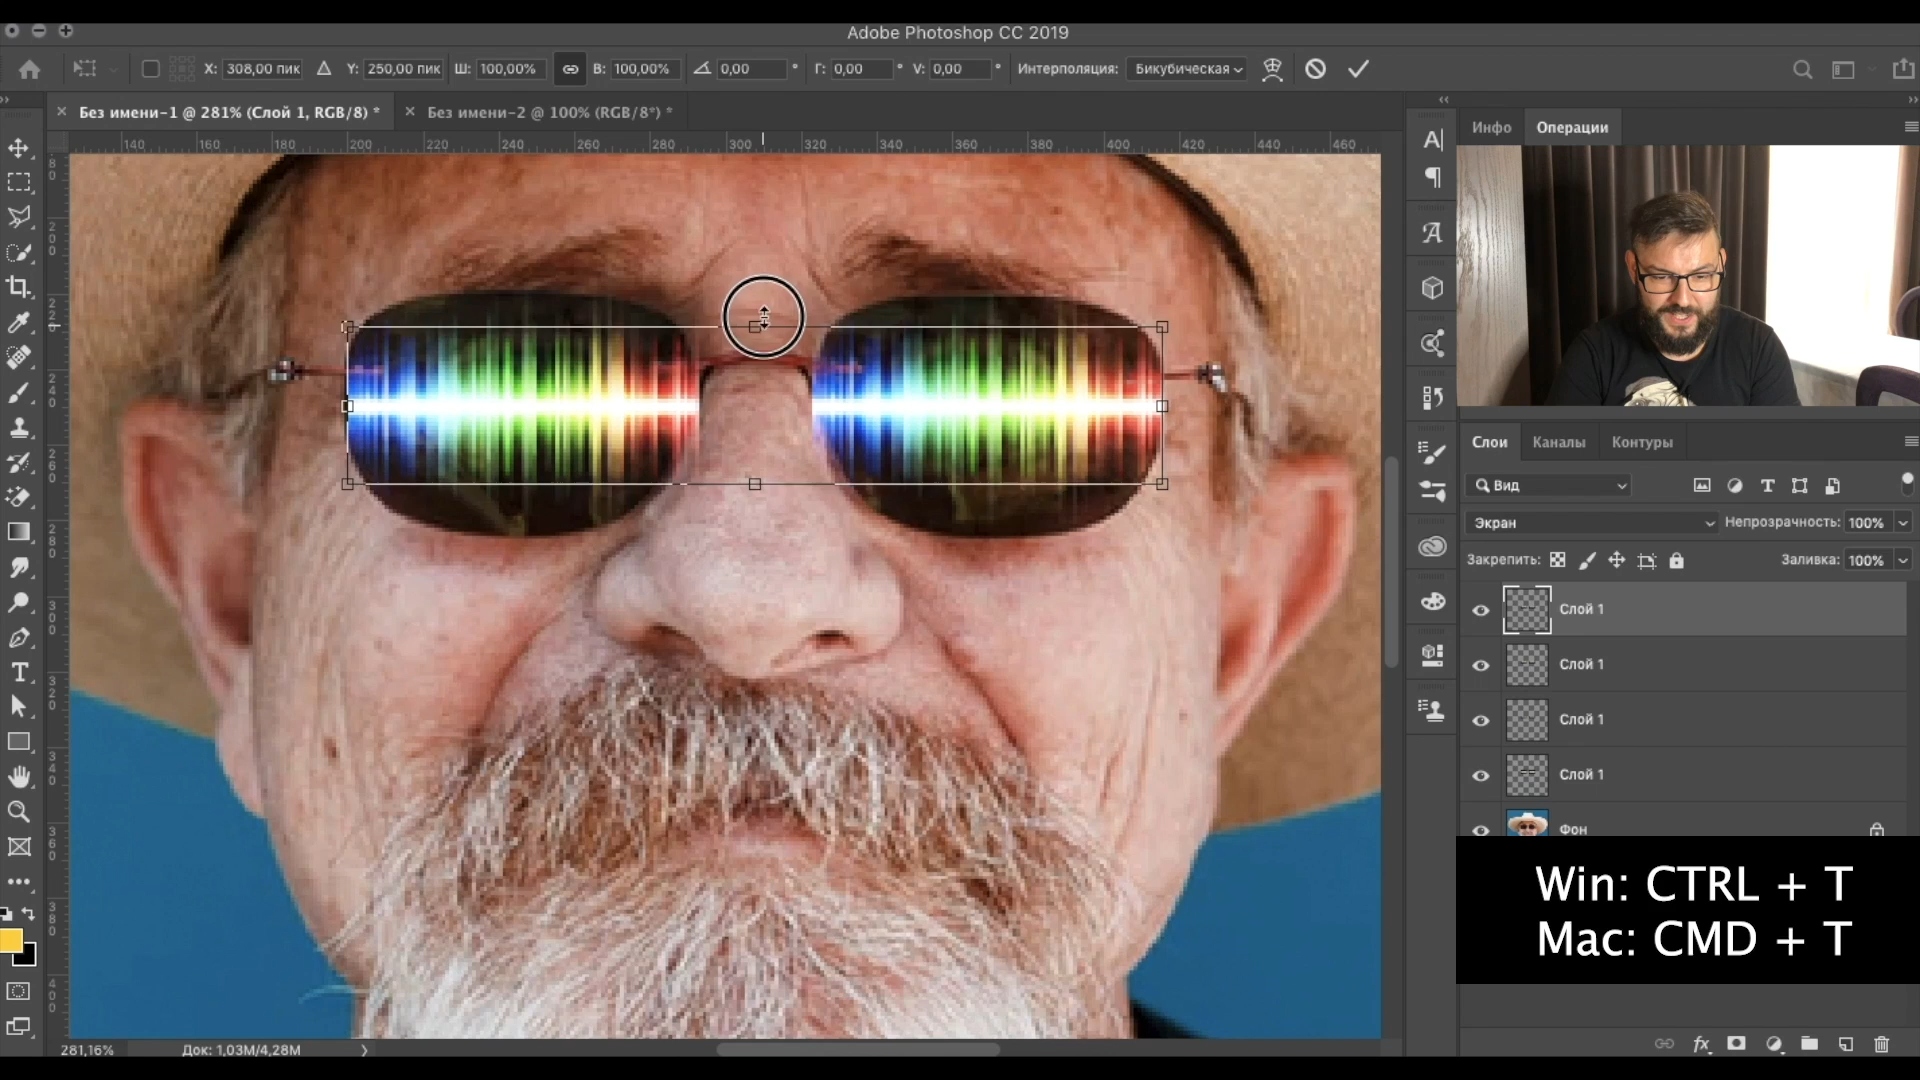 Adobe Photoshop CC 2019
X: 308,00 пик Y: 250,00 пик Ш: 100,00% В: 100,00% 0,00 ° Г: 0,00 ° V: 0,00 ° Интерполяция: Бикубическая
Без имени-1 @ 281% (Слой 1, RGB/8) * Без имени-2 @ 100% (RGB/8*) *
Инфо Операции
140 160 180 200 220 240 260 280 300 320 340 360 380 400 420 440 460
Слои Каналы Контуры
Вид
Экран Непрозрачность: 100%
Закрепить: Заливка: 100%
Слой 1
Слой 1
Слой 1
Слой 1
Фон
Win: CTRL + T
Mac: CMD + T
281,16% Док: 1,03M/4,28M